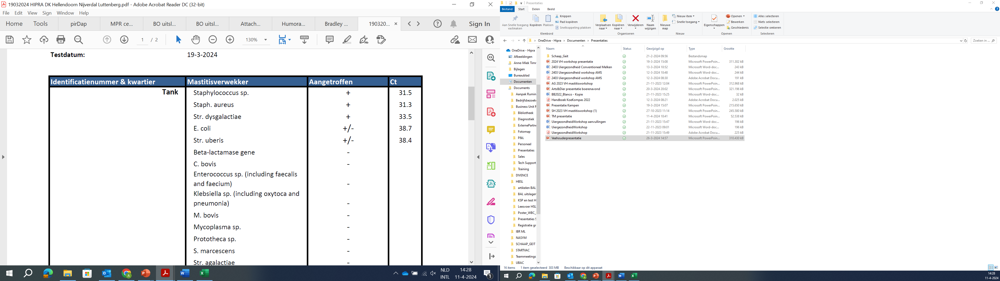 19032024 HIPRA DK Hellendoorn Nijverdal Luttenberg.pdf - Adobe Acrobat Reader DC (32-bit)
File Edit View Sign Window Help
Home Tools pirDap MPR ce... BO uitsl... BO uitsl... Attach... Humora... Bradley ... 190320... × Sign In
1 / 2 130%
Testdatum: 19-3-2024
Identificatienummer & kwartier Mastitisverwekker Aangetroffen Ct
Tank Staphylococcus sp. + 31.5
Staph. aureus + 31.3
Str. dysgalactiae + 33.5
E. coli +/- 38.7
Str. uberis +/- 38.4
Beta-lactamase gene -
C. bovis -
Enterococcus sp. (including faecalis
and faecium) -
Klebsiella sp. (including oxytoca and
pneumonia) -
M. bovis -
Mycoplasma sp. -
Prototheca sp. -
S. marcescens -
Str. agalactiae -
NLD 14:28
INTL 11-4-2024 1
Presentaties
Bestand Start Delen Beeld
Aan Snelle toegang
vastmaken
Kopiëren
Plakken
Knippen
Pad kopiëren
Snelkoppeling plakken
Klembord
Verplaatsen
naar
Kopiëren
naar
Verwijderen
Naam
wijzigen
Organiseren
Nieuwe
map
Nieuw item
Snelle toegang
Nieuw
Eigenschappen
Openen
Bewerken
Geschiedenis
Openen
Alles selecteren
Niets selecteren
Selectie omkeren
Selecteren
OneDrive - Hipra > Documenten > Presentaties Zoeken in ...
OneDrive - Hipra
Afbeeldingen
Anne-Miek Timr
Bijlagen
Bureaublad
Documenten
Documents
Aanpak Rumin
Bedrijfsbezoek
Business Unit R
Bibliotheek
Diagnostiek
ExternePartne
Fotomap
P&L
Personeel
Presentaties
Sales
Tech Support
Training
DIVENCE
HBSL
artikelen BAL
BAL uitslagen
KSP en test H
Leesvoer HSL
Poster_WBC_
Presentaties S
Registratie gr
IBR ML
NASYM
SCHAAP_GEIT
STARTVAC
Teammeetings
UBAC
Naam Status Gewijzigd op Type Grootte
Schaap_Geit 21-2-2024 09:56 Bestandsmap
2024 VH workshop presentatie 19-3-2024 15:08 Microsoft PowerPoin... 311.302 kB
2403 Uiergezondheid Conventioneel Melken 13-3-2024 10:52 Microsoft Word-doc... 243 kB
2403 Uiergezondheid workshop AMS 12-3-2024 10:48 Microsoft Word-doc... 244 kB
2403 Uiergezondheid workshop AMS 12-3-2024 08:30 Adobe Acrobat Docu... 191 kB
AG 2023 VH mastitisworkshop 21-11-2023 12:04 Microsoft PowerPoin... 312.968 kB
Arts&Dier presentatie boerenavond 20-3-2024 20:02 Microsoft PowerPoin... 321.196 kB
BB2022_Blanco - Kopie 21-11-2023 15:25 Microsoft Word-doc... 32 kB
Handboek KoeKompas 2022 12-3-2024 08:21 Adobe Acrobat Docu... 2.025 kB
Presentatie Kampen 19-3-2024 15:07 Microsoft PowerPoin... 215.650 kB
SH 2023 VH mastitisworkshop (1) 27-10-2023 11:14 Microsoft PowerPoin... 245.580 kB
TM presentatie 11-4-2024 10:41 Microsoft PowerPoin... 52.538 kB
UiergezondheidWorkshop aanvullingen 21-11-2023 15:47 Microsoft Word-doc... 196 kB
UiergezondheidWorkshop 22-11-2023 09:01 Microsoft Word-doc... 196 kB
UiergezondheidWorkshop 21-11-2023 15:49 Adobe Acrobat Docu... 225 kB
Veehouderpresentatie 26-3-2024 14:57 Microsoft PowerPoin... 310.430 kB
16 items 1 item geselecteerd 303 MB Beschikbaar op dit apparaat
14:28
11-4-2024